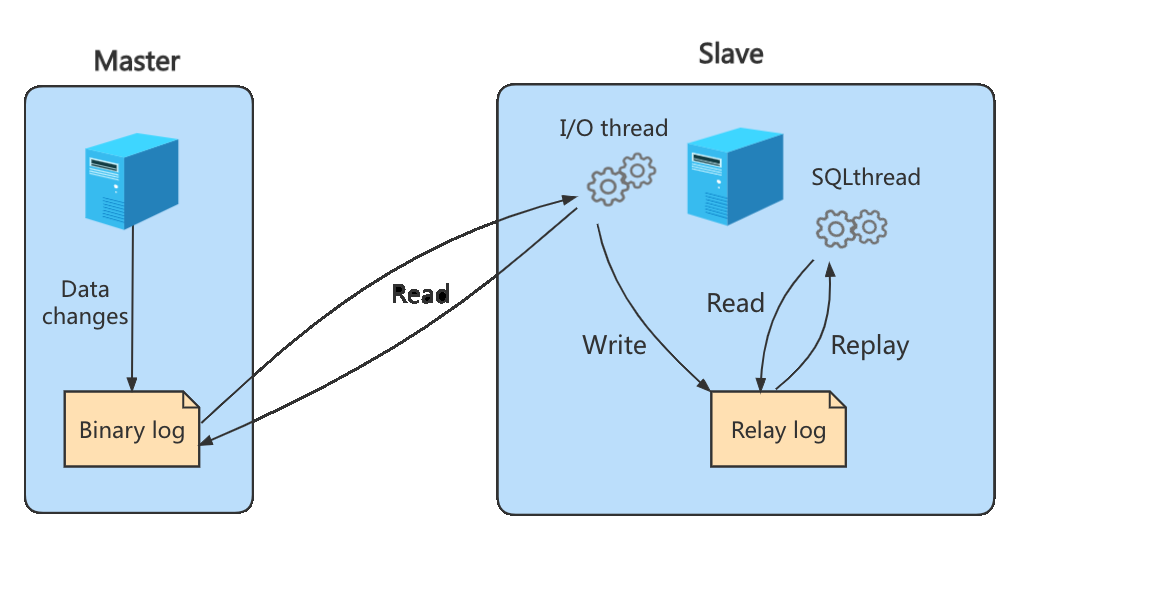 Master
Slave
I/O thread
SQLthread
Data
changes
Read
Read
Write
Replay
Binary log
Relay log